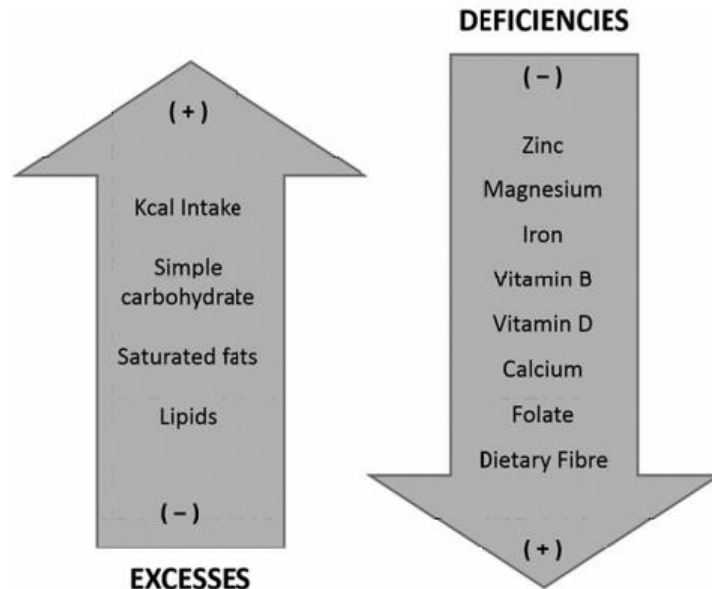 ( + )
Kcal Intake
Simple
carbohydrate
Saturated fats
Lipids
( − )
EXCESSES
DEFICIENCIES
( − )
Zinc
Magnesium
Iron
Vitamin B
Vitamin D
Calcium
Folate
Dietary Fibre
( + )